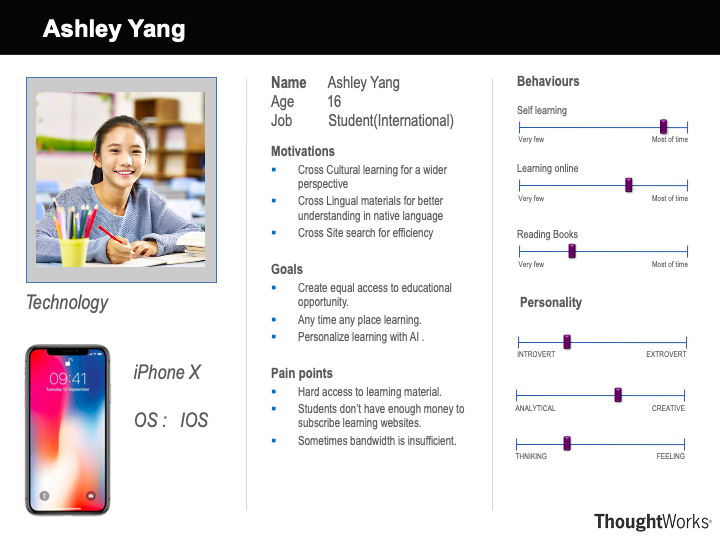 Ashley Yang
Technology
iPhone X
OS : IOS
09:41
Tuesday 12 September
Name Ashley Yang
Age 16
Job Student(International)
Motivations
Cross Cultural learning for a wider
perspective
Cross Lingual materials for better
understanding in native language
Cross Site search for efficiency
Goals
Create equal access to educational
opportunity.
Any time any place learning.
Personalize learning with AI .
Pain points
Hard access to learning material.
Students don't have enough money to
subscribe learning websites.
Sometimes bandwidth is insufficient.
Behaviours
Self learning
Very few Most of time
Learning online
Very few Most of time
Reading Books
Very few Most of time
Personality
INTROVERT EXTROVERT
ANALYTICAL CREATIVE
THNIKING FEELING
ThoughtWorks®